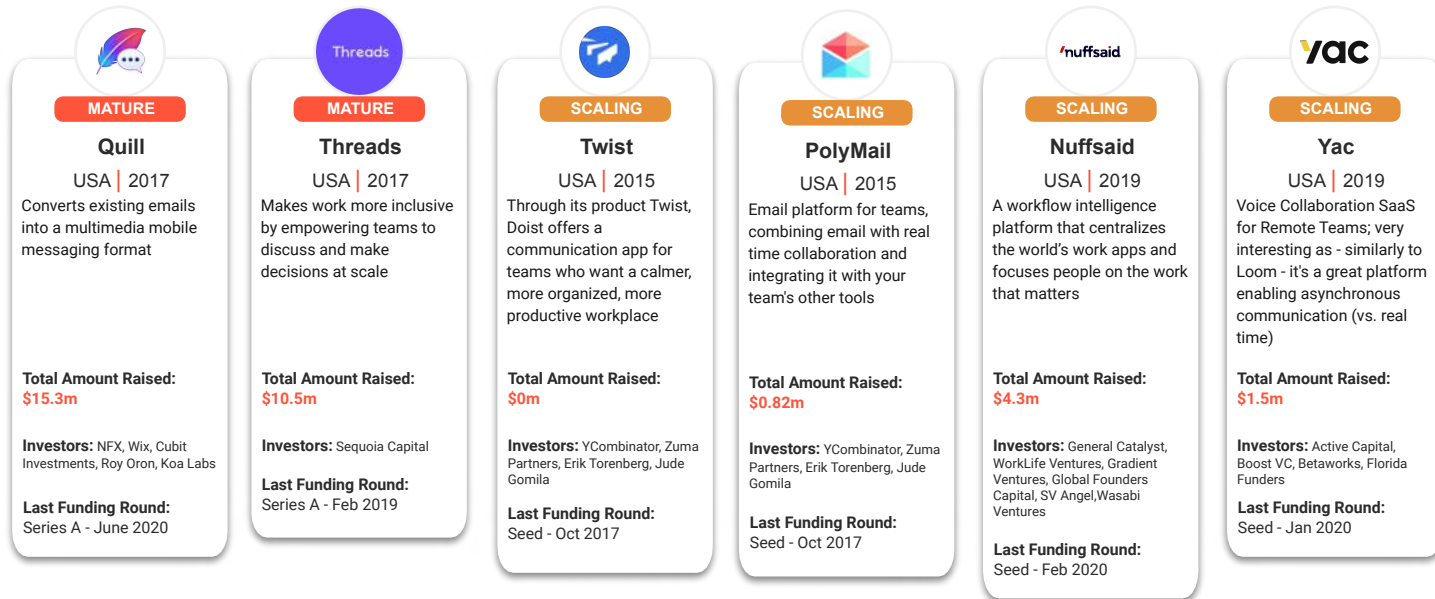 MATURE
Quill
USA | 2017
Converts existing emails
into a multimedia mobile
messaging format
Total Amount Raised:
$15.3m
Investors: NFX, Wix, Cubit
Investments, Roy Oron, Koa Labs
Last Funding Round:
Series A - June 2020
Threads
MATURE
Threads
USA | 2017
Makes work more inclusive
by empowering teams to
discuss and make
decisions at scale
Total Amount Raised:
$10.5m
Investors: Sequoia Capital
Last Funding Round:
Series A - Feb 2019
SCALING
Twist
USA | 2015
Through its product Twist,
Doist offers a
communication app for
teams who want a calmer,
more organized, more
productive workplace
Total Amount Raised:
$0m
Investors: YCombinator, Zuma
Partners, Erik Torenberg, Jude
Gomila
Last Funding Round:
Seed - Oct 2017
SCALING
PolyMail
USA | 2015
Email platform for teams,
combining email with real
time collaboration and
integrating it with your
team's other tools
Total Amount Raised:
$0.82m
Investors: YCombinator, Zuma
Partners, Erik Torenberg, Jude
Gomila
Last Funding Round:
Seed - Oct 2017
'nuffsaid
SCALING
Nuffsaid
USA | 2019
A workflow intelligence
platform that centralizes
the world’s work apps and
focuses people on the work
that matters
Total Amount Raised:
$4.3m
Investors: General Catalyst,
WorkLife Ventures, Gradient
Ventures, Global Founders
Capital, SV Angel,Wasabi
Ventures
Last Funding Round:
Seed - Feb 2020
Yac
SCALING
Yac
USA | 2019
Voice Collaboration SaaS
for Remote Teams; very
interesting as - similarly to
Loom - it's a great platform
enabling asynchronous
communication (vs. real
time)
Total Amount Raised:
$1.5m
Investors: Active Capital,
Boost VC, Betaworks, Florida
Funders
Last Funding Round:
Seed - Jan 2020